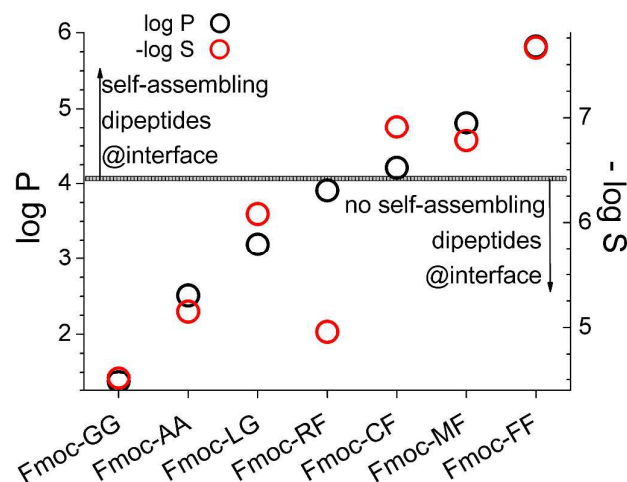 log P
-log S
6
5
4
3
2
log P
self-assembling
dipeptides
@interface
no self-assembling
dipeptides
@interface
7
6
5
- log S
Fmoc-GG
Fmoc-AA
Fmoc-LG
Fmoc-RF
Fmoc-CF
Fmoc-MF
Fmoc-FF